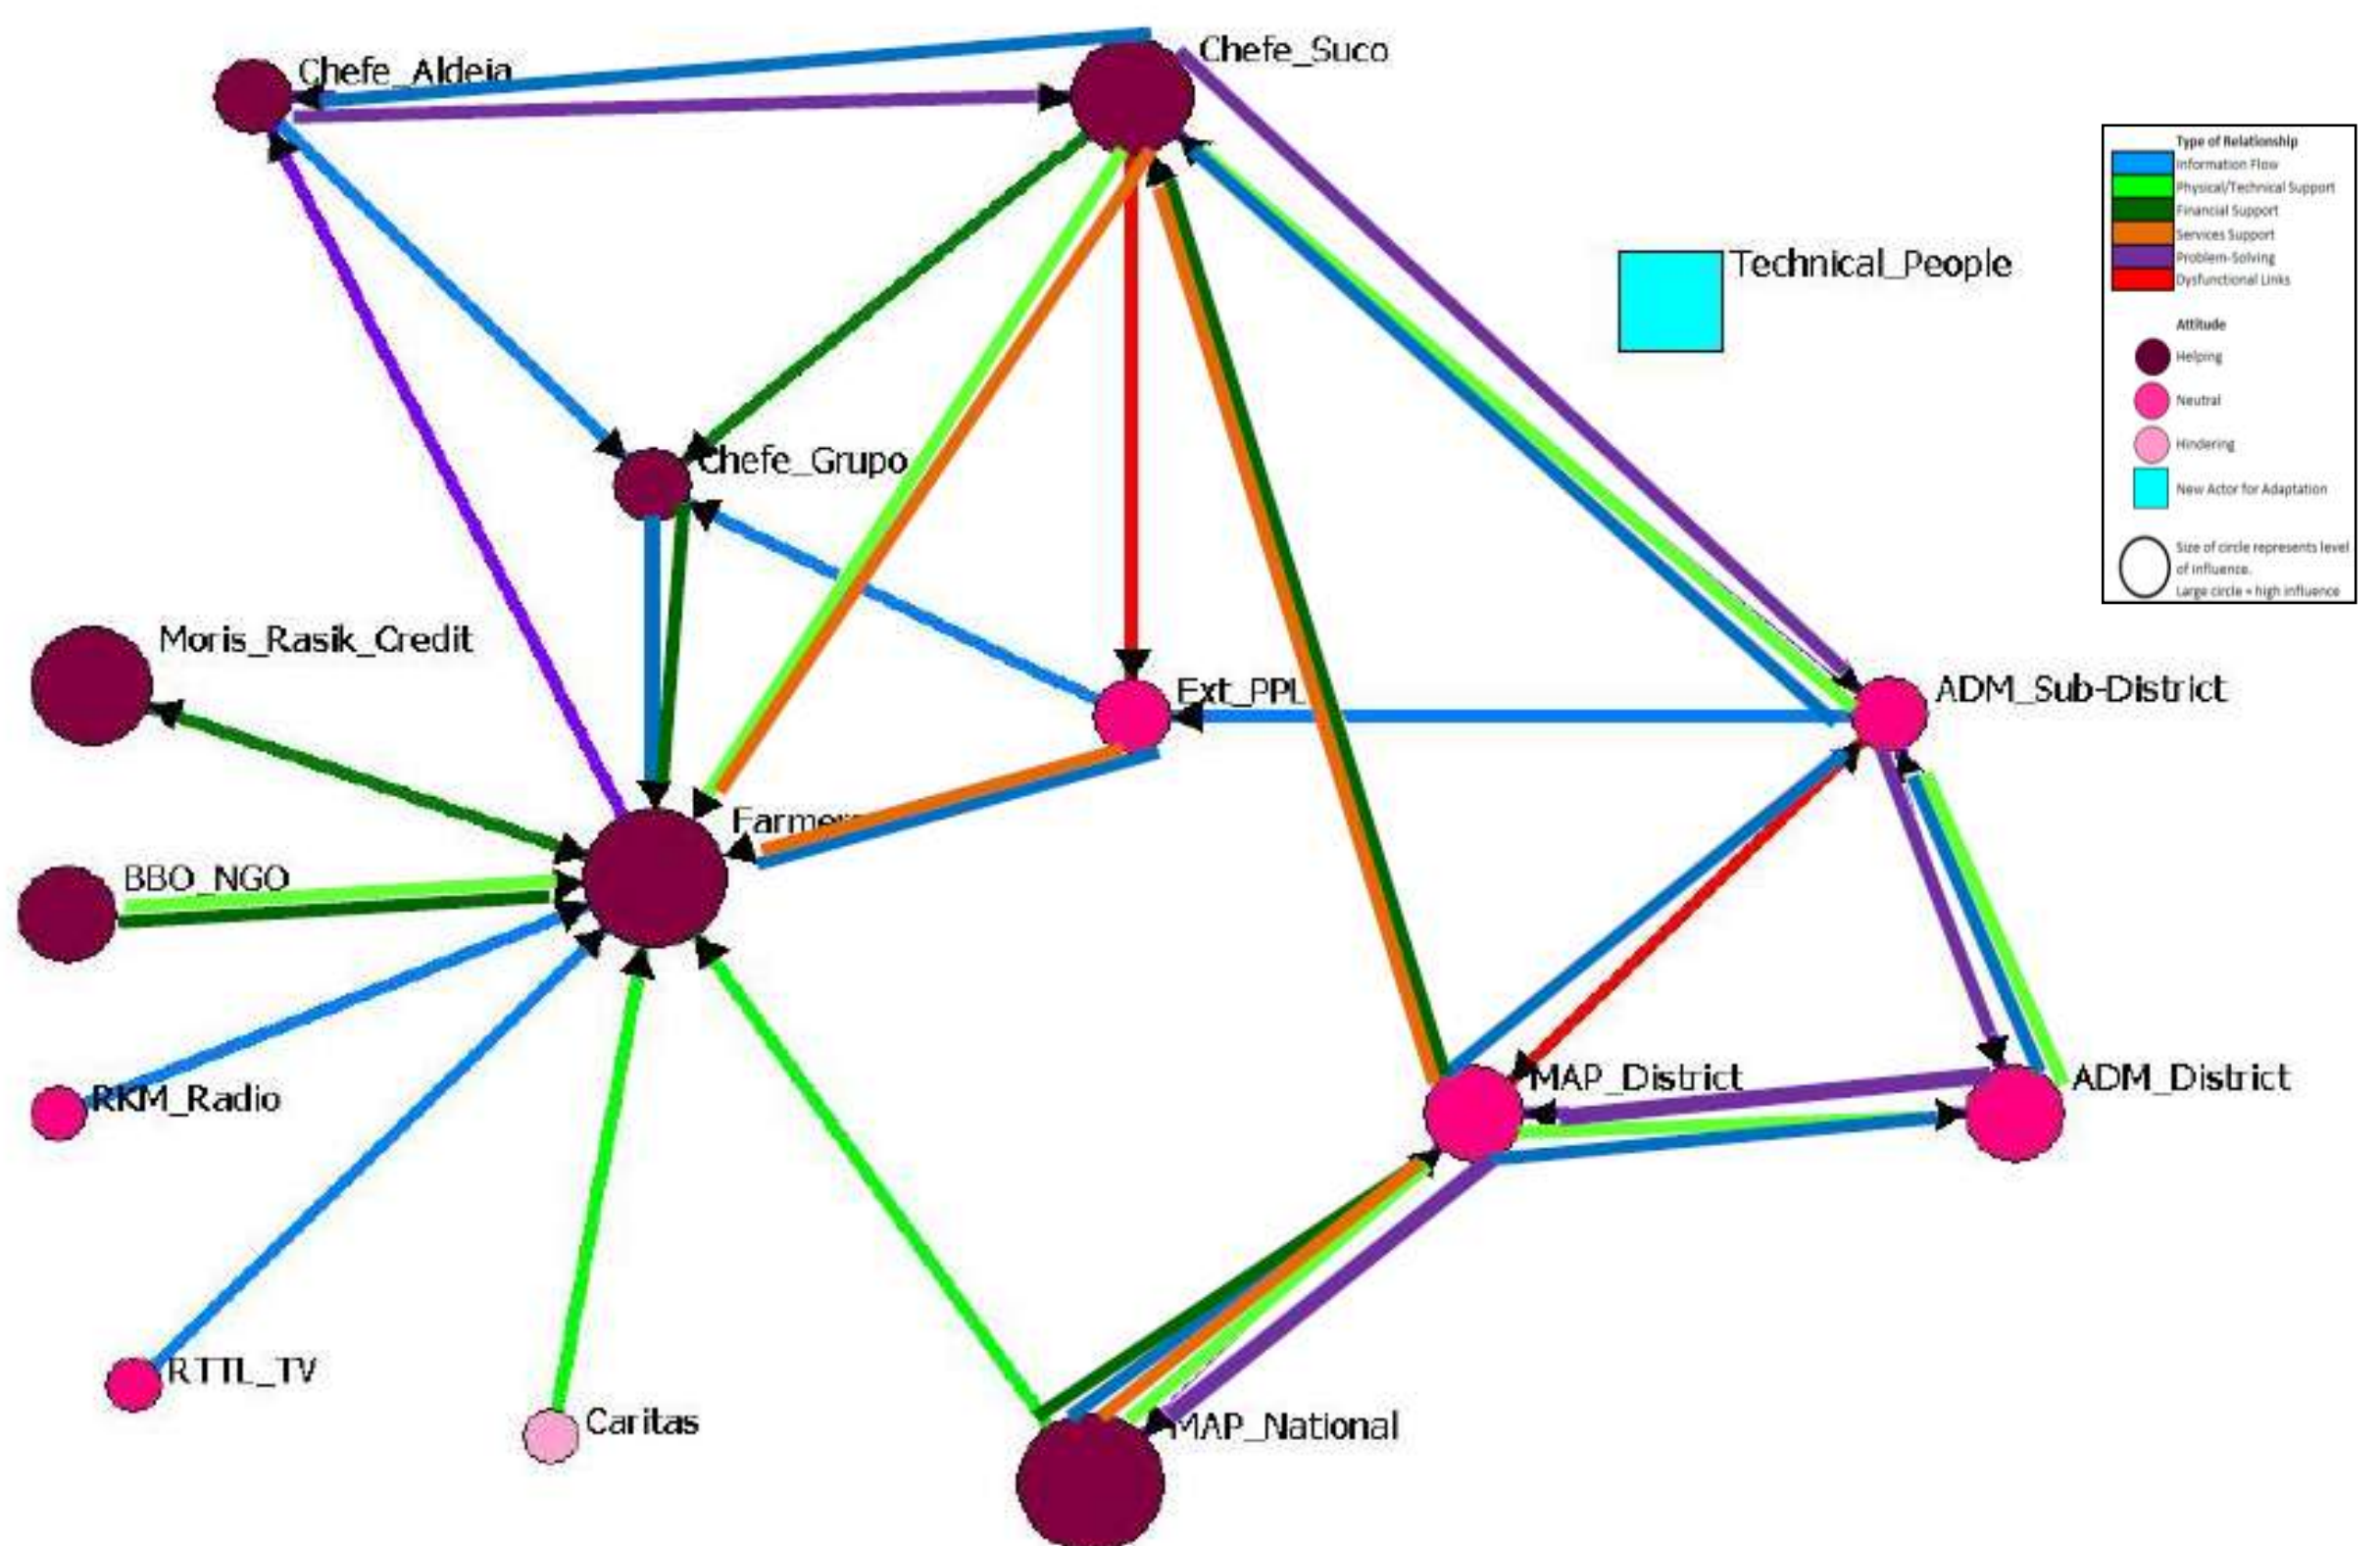 Chefe_Suco
Chefe_Aldeia
Type of Relationship
Information Flow
Physical/Technical Support
Financial Support
Services Support
Problem-Solving
Dysfunctional Links
Attitude
Helping
Neutral
Hindering
New Actor for Adaptation
Size of circle represents level
of influence.
Large circle = high influence
Technical_People
Chefe_Grupo
Moris_Rasik_Credit
Ext_PPL
ADM_Sub-District
BBO_NGO
RKM_Radio
MAP_District
ADM_District
RTTL_TV
Caritas
MAP_National